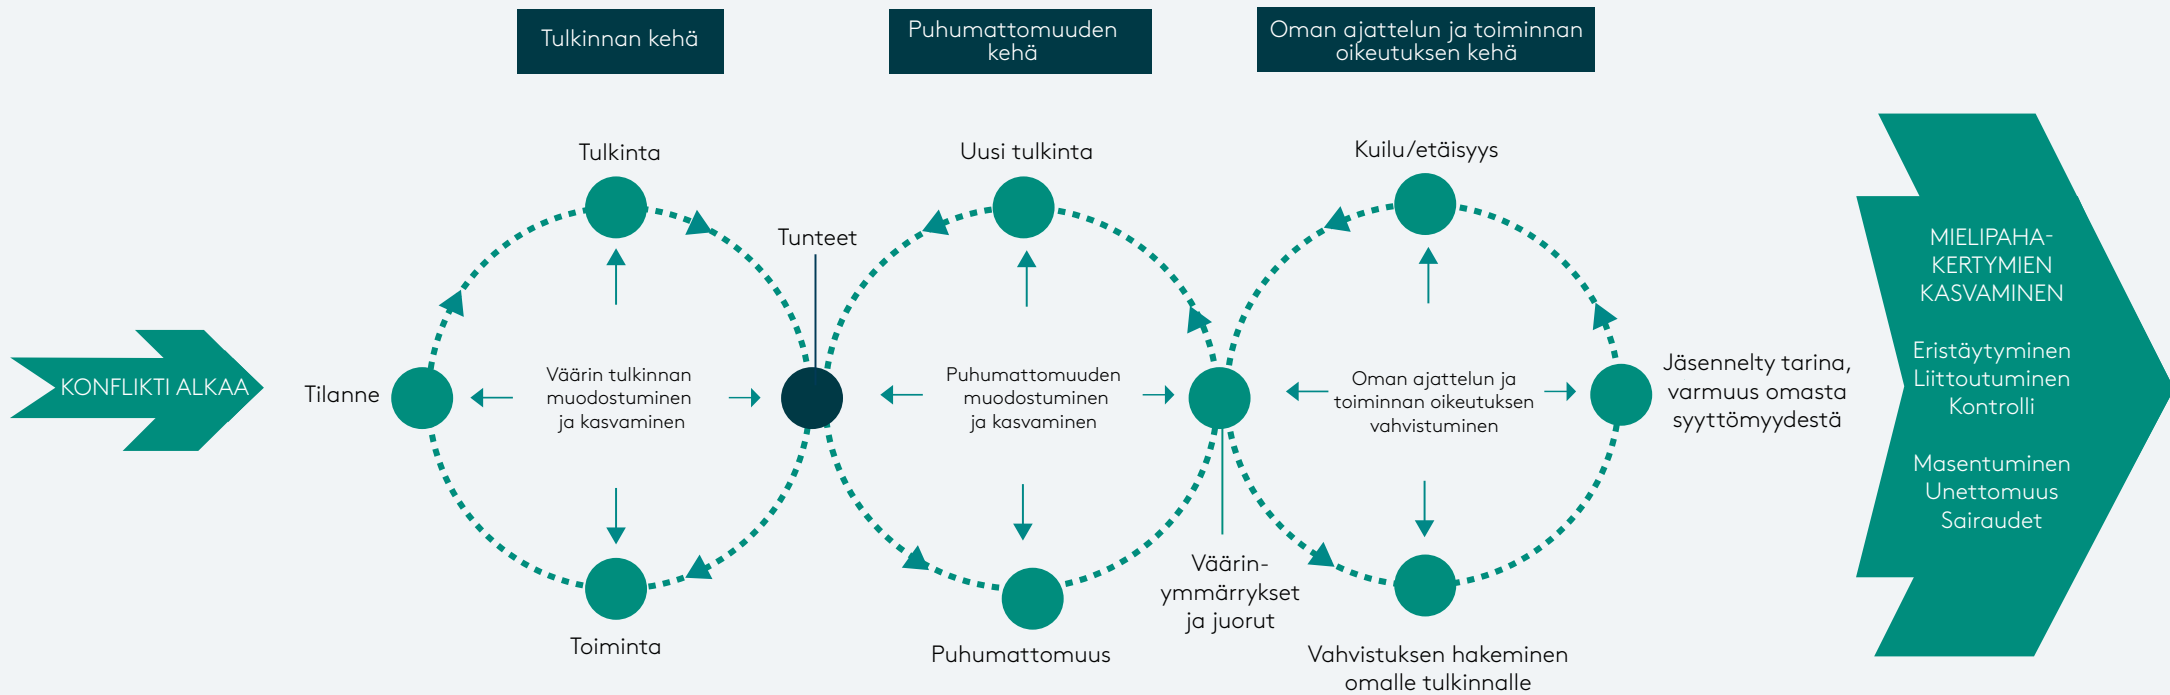 Tulkinnan kehä
Puhumattomuuden
kehä
Oman ajattelun ja toiminnan
oikeutuksen kehä
KONFLIKTI ALKAA
Tilanne
Tulkinta
Väärin tulkinnan
muodostuminen
ja kasvaminen
Toiminta
Tunteet
Uusi tulkinta
Puhumattomuuden
muodostuminen
ja kasvaminen
Puhumattomuus
Väärin-
ymmärrykset
ja juorut
Kuilu/etäisyys
Oman ajattelun ja
toiminnan oikeutuksen
vahvistuminen
Vahvistuksen hakeminen
omalle tulkinnalle
Jäsennelty tarina,
varmuus omasta
syyttömyydestä
MIELIPAHA-
KERTYMIEN
KASVAMINEN
Eristäytyminen
Liittoutuminen
Kontrolli
Masentuminen
Unettomuus
Sairaudet